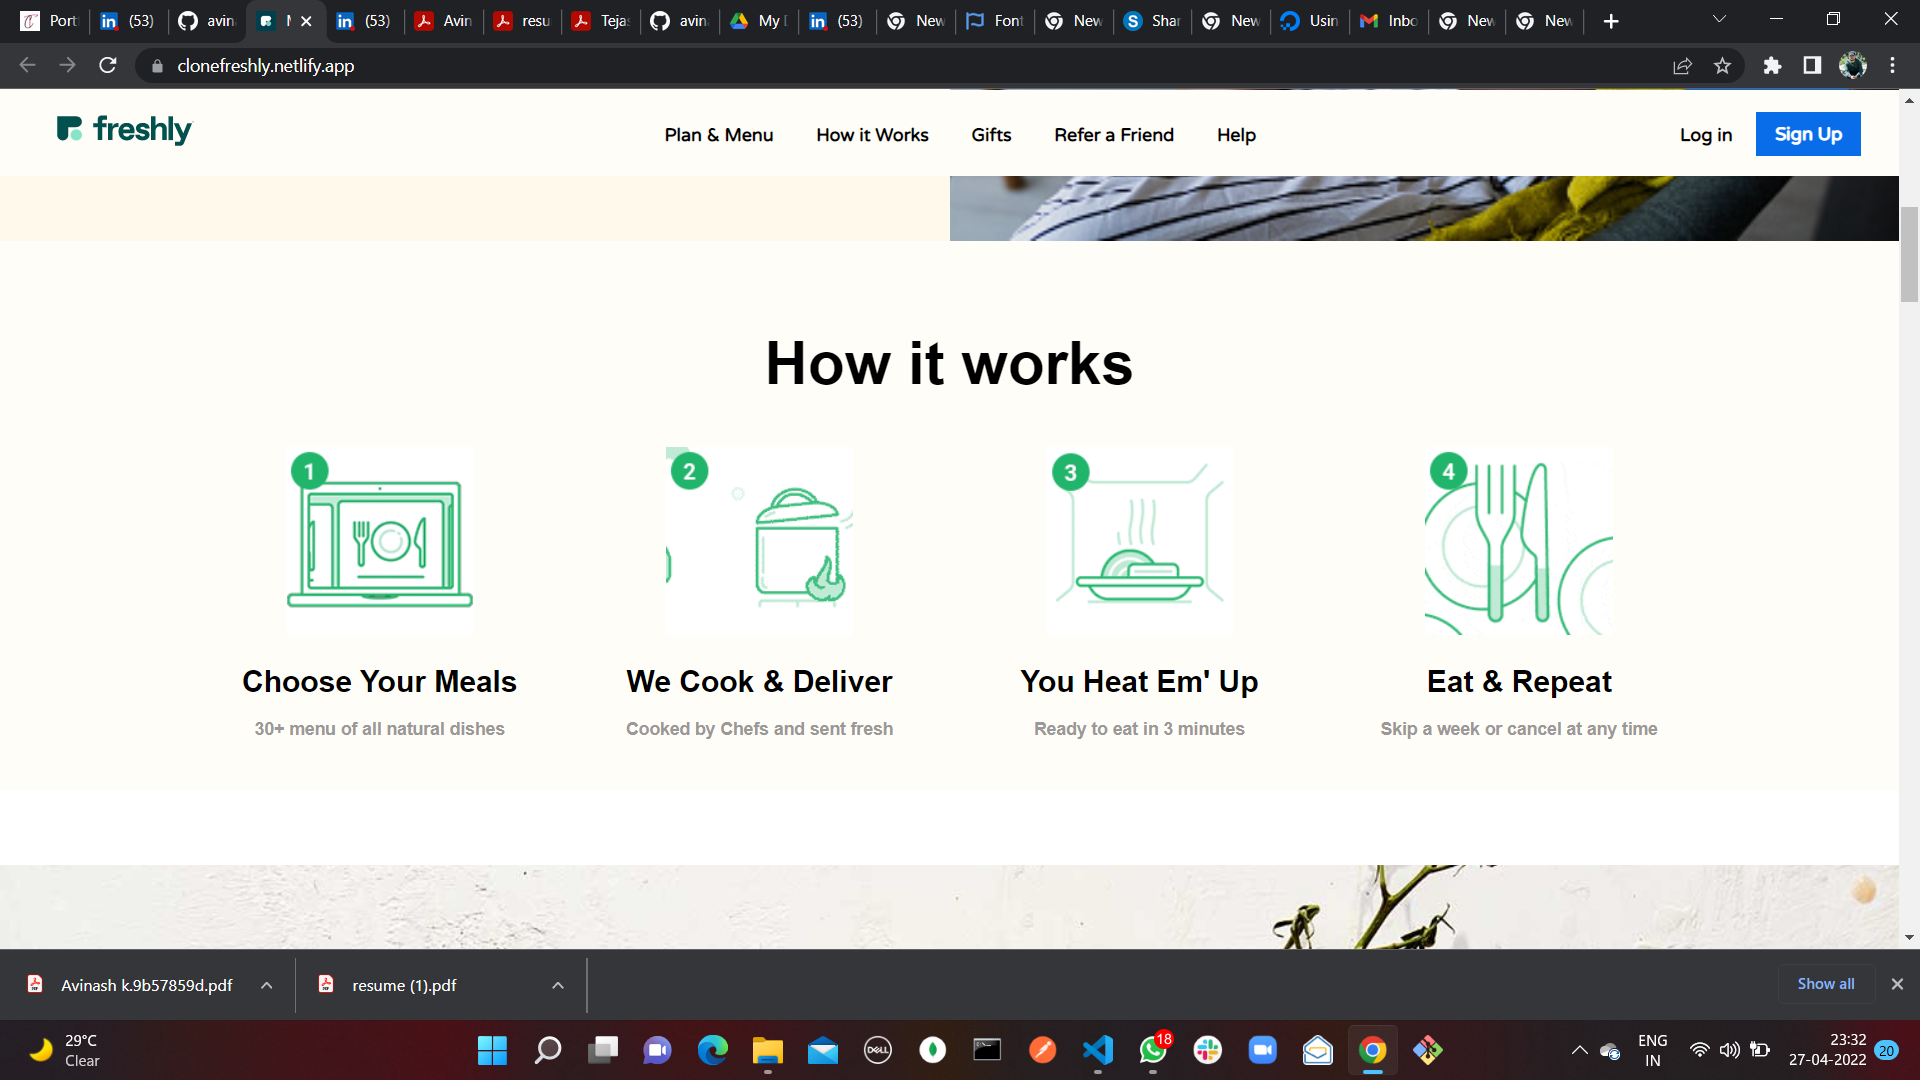 Port
(53)
avin
M
(53)
Avin
resu
Teja
avin
My D
(53)
New
Font
New
Shar
New
Usin
Inbo
New
New
clonefreshly.netlify.app
freshly
Plan & Menu
How it Works
Gifts
Refer a Friend
Help
Log in
Sign Up
How it works
1
2
3
4
Choose Your Meals
We Cook & Deliver
You Heat Em' Up
Eat & Repeat
30+ menu of all natural dishes
Cooked by Chefs and sent fresh
Ready to eat in 3 minutes
Skip a week or cancel at any time
Avinash k.9b57859d.pdf
resume (1).pdf
Show all
29°C
Clear
DELL
18
ENG
IN
23:32
27-04-2022
20